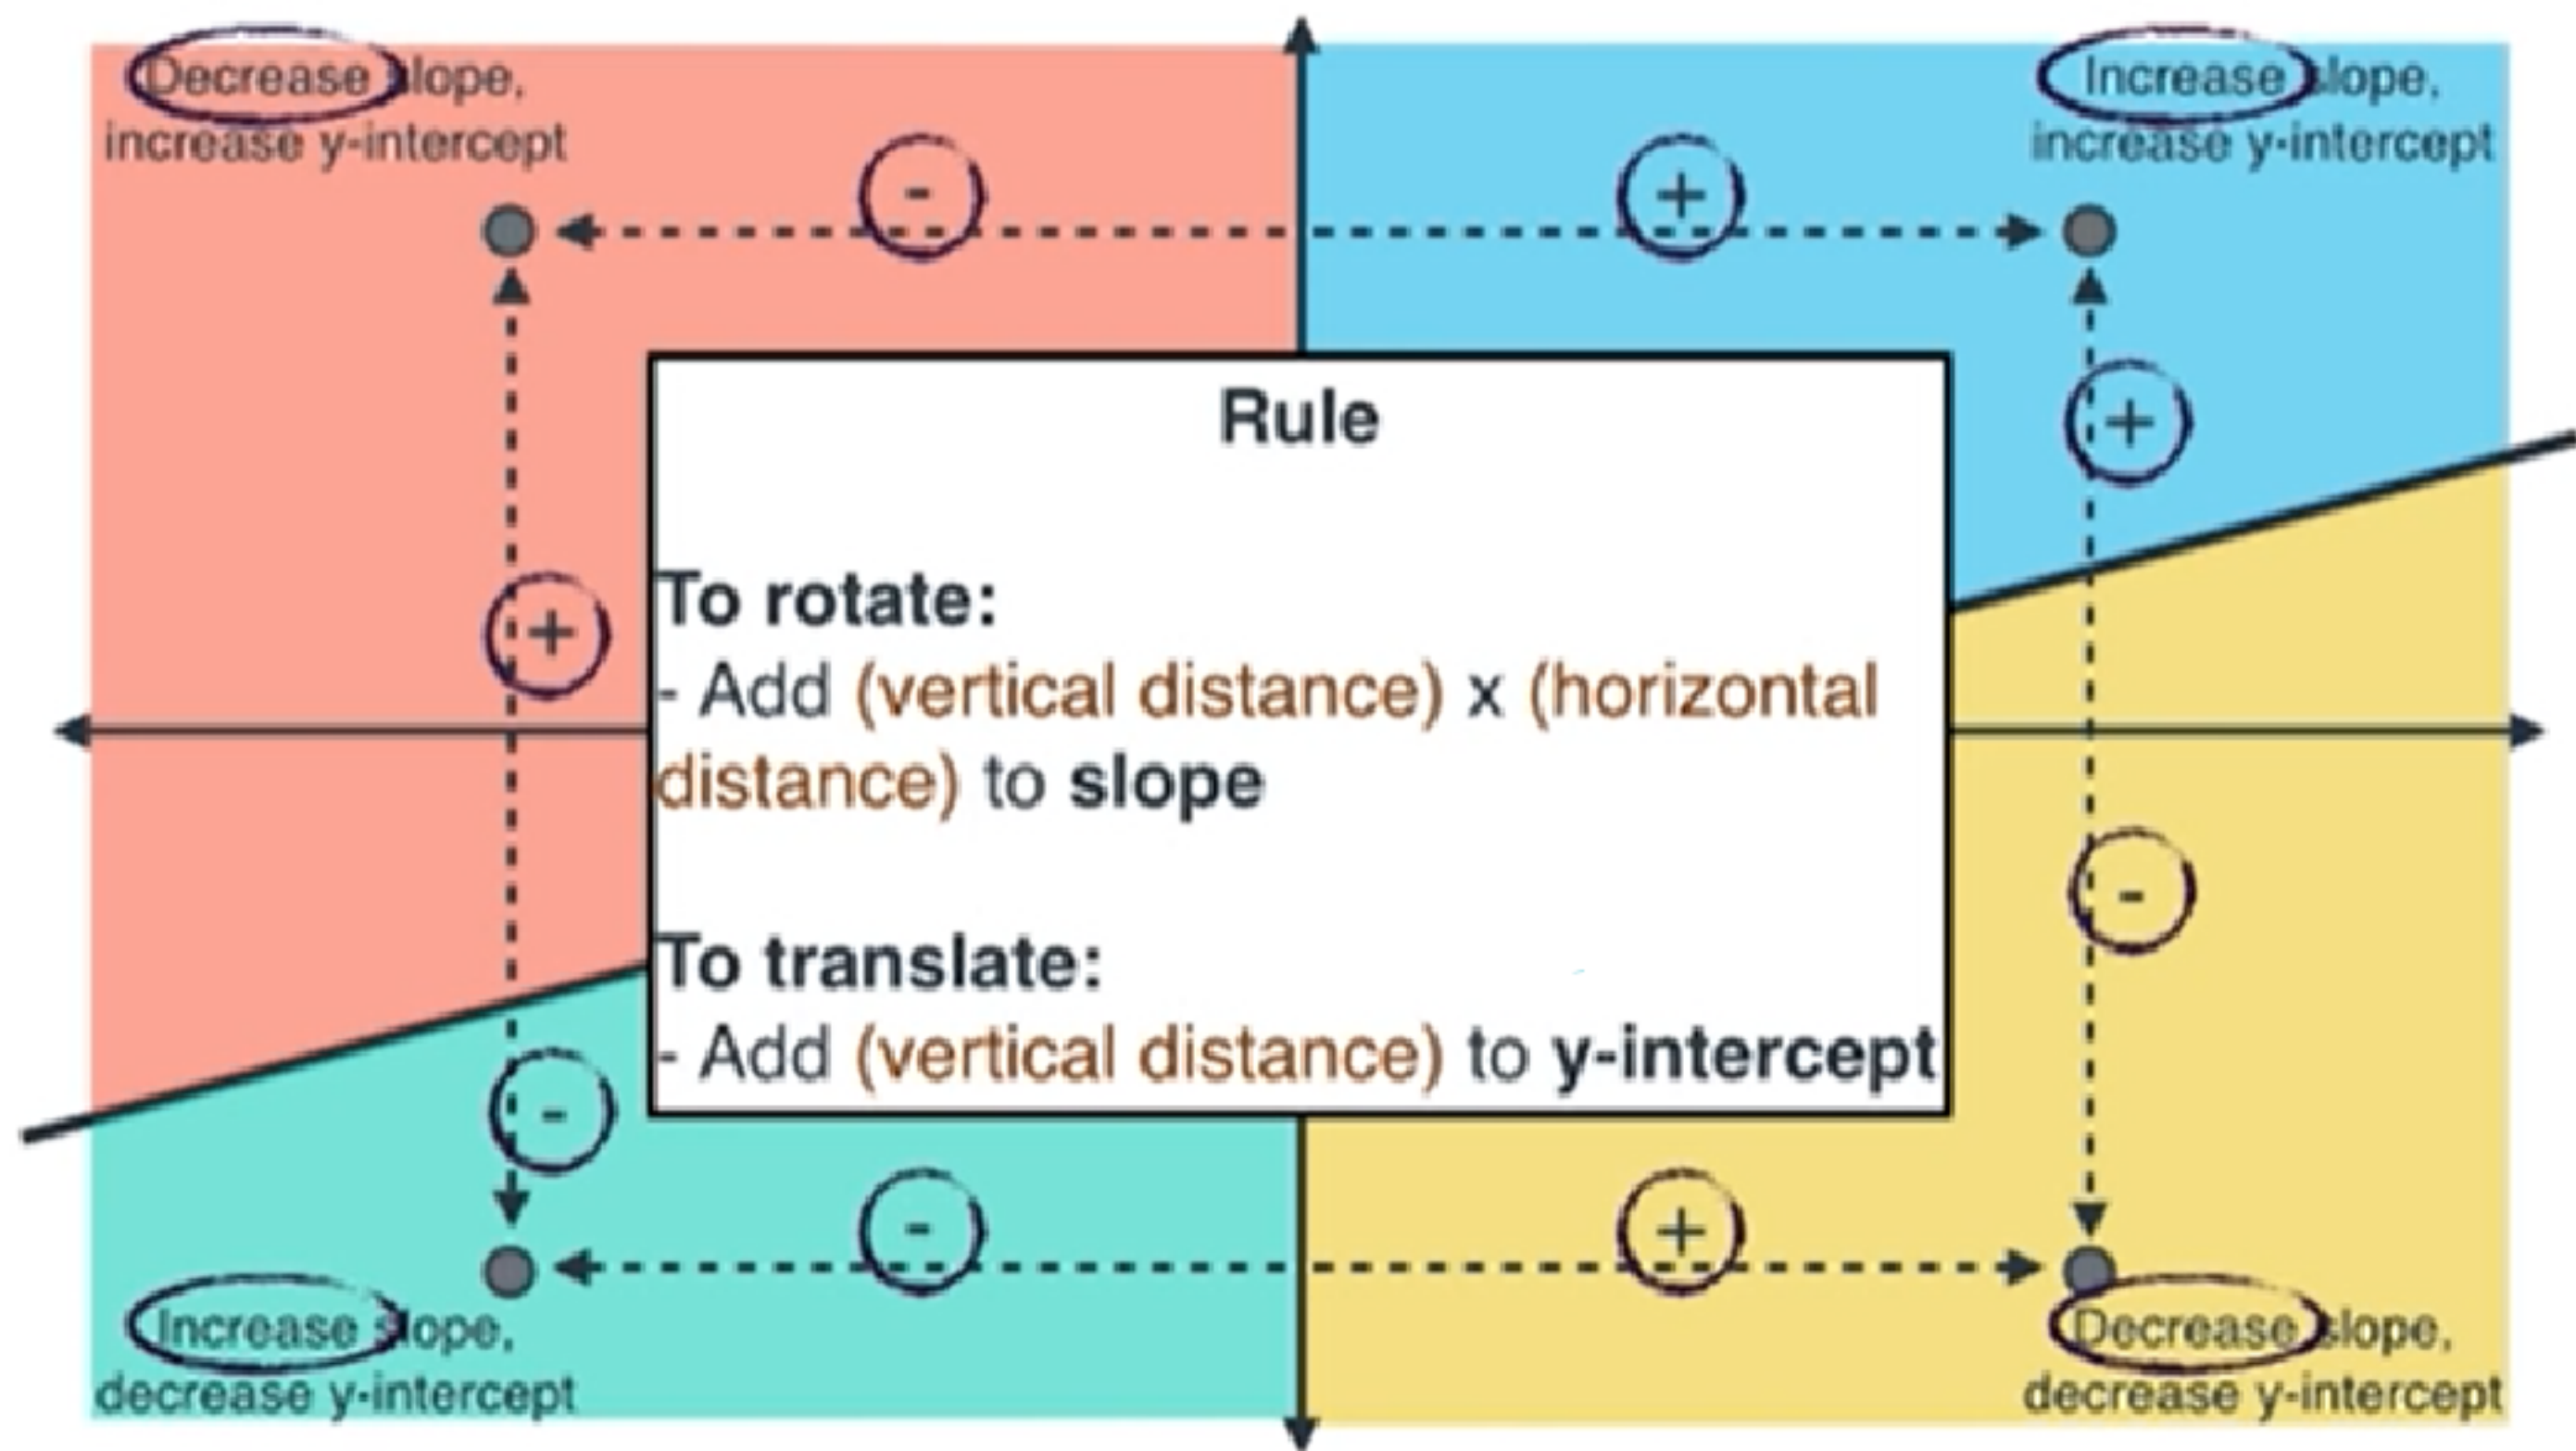 Decrease slope,
increase y-intercept
Increase slope,
increase y-intercept
-
+
+
Rule
+
To rotate:
- Add (vertical distance) x (horizontal
distance) to slope
-
To translate:
- Add (vertical distance) to y-intercept
-
-
+
Increase slope,
decrease y-intercept
Decrease slope,
decrease y-intercept